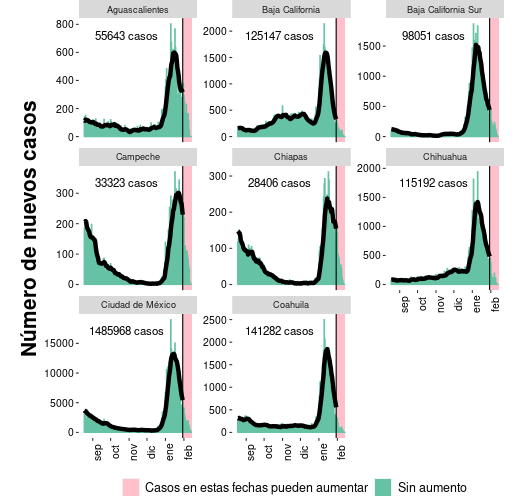 Aguascalientes
Baja California
Baja California Sur
55643 casos
125147 casos
98051 casos
800
600
400
200
0
2000
1500
1000
500
0
1500
1000
500
0
Campeche
Chiapas
Chihuahua
33323 casos
28406 casos
115192 casos
300
200
100
0
300
200
100
0
2000
1500
1000
500
0
sep
oct
nov
dic
ene
feb
Ciudad de México
Coahuila
1485968 casos
141282 casos
15000
10000
5000
0
2500
2000
1500
1000
500
0
sep
oct
nov
dic
ene
feb
sep
oct
nov
dic
ene
feb
Número de nuevos casos
Casos en estas fechas pueden aumentar
Sin aumento